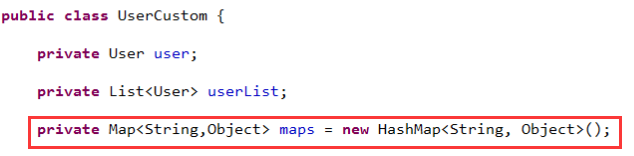 public class UserCustom {
private User user;
private List<User> userList;
private Map<String,Object> maps = new HashMap<String, Object>();